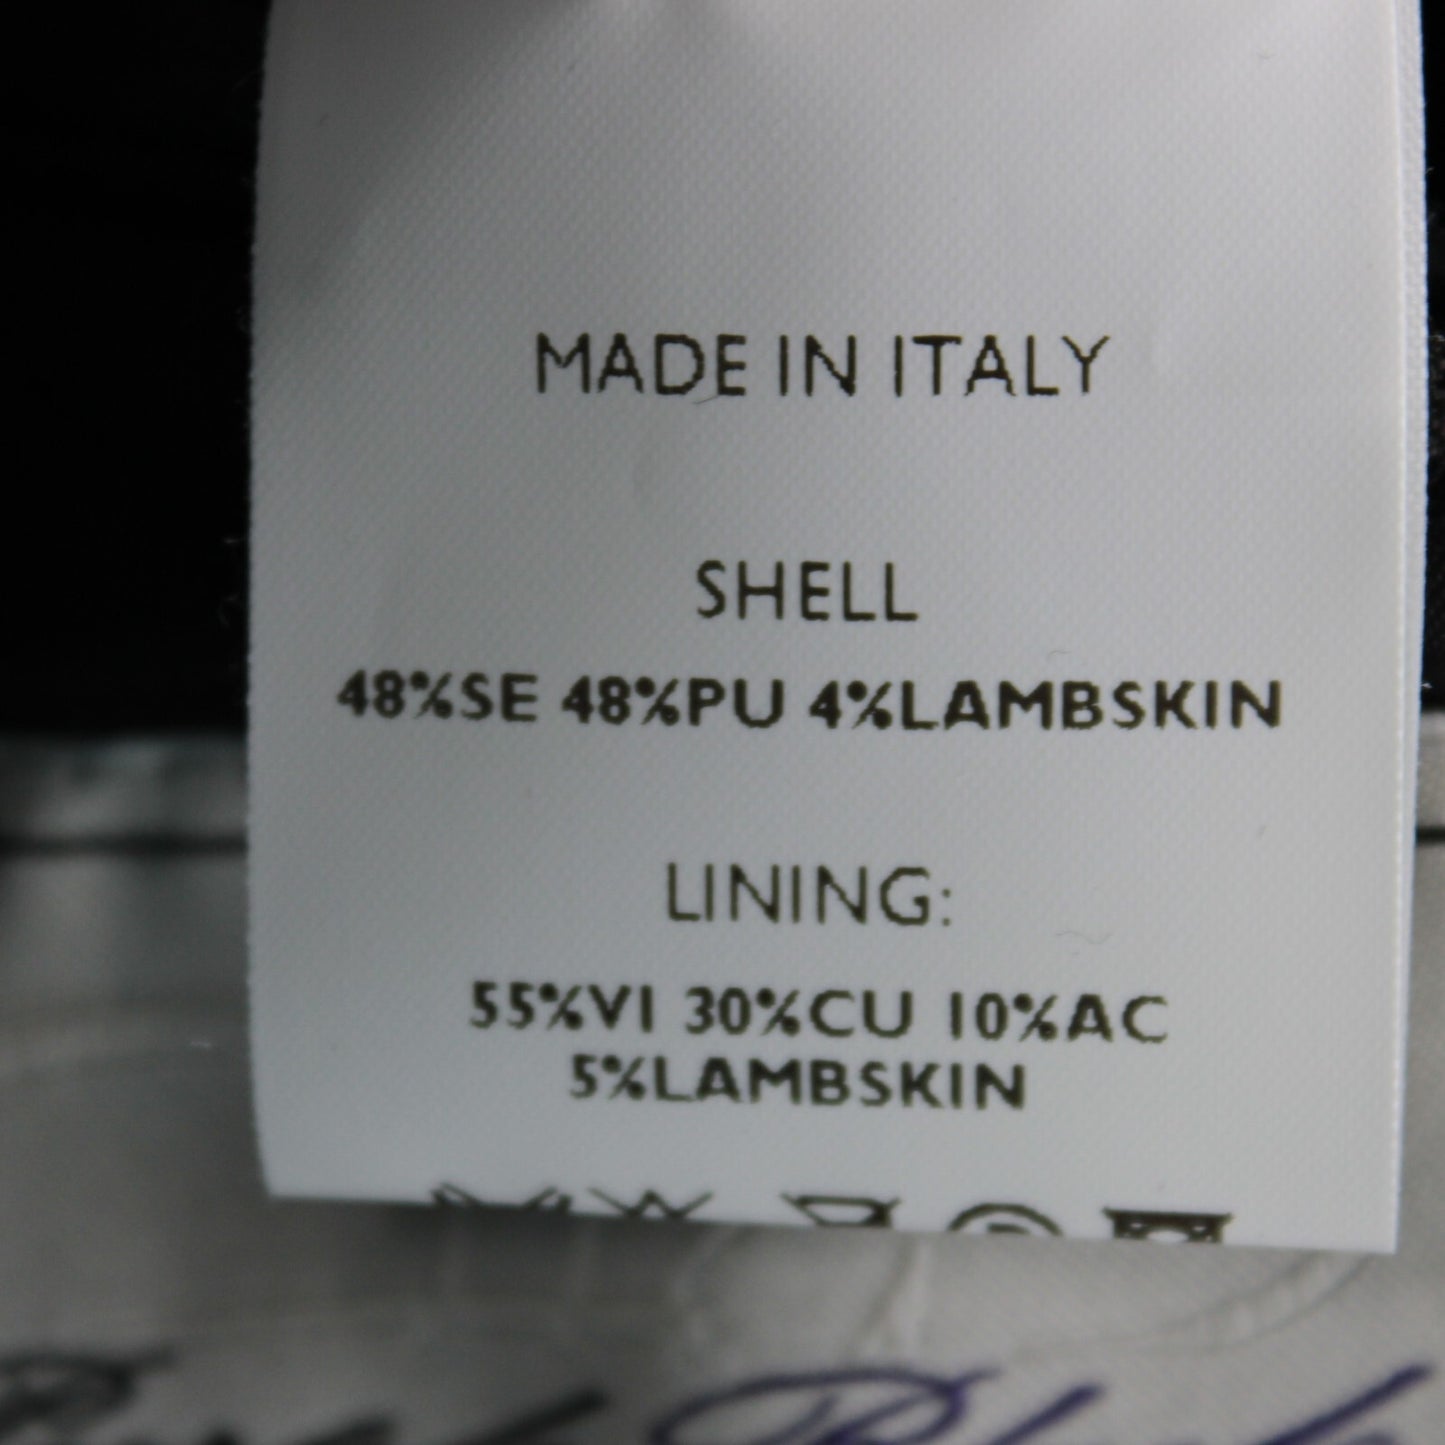 MADE IN ITALY
SHELL
48%SE 48%PU 4%LAMBSKIN
LINING:
55%VI 30%CU 10%AC
5%LAMBSKIN